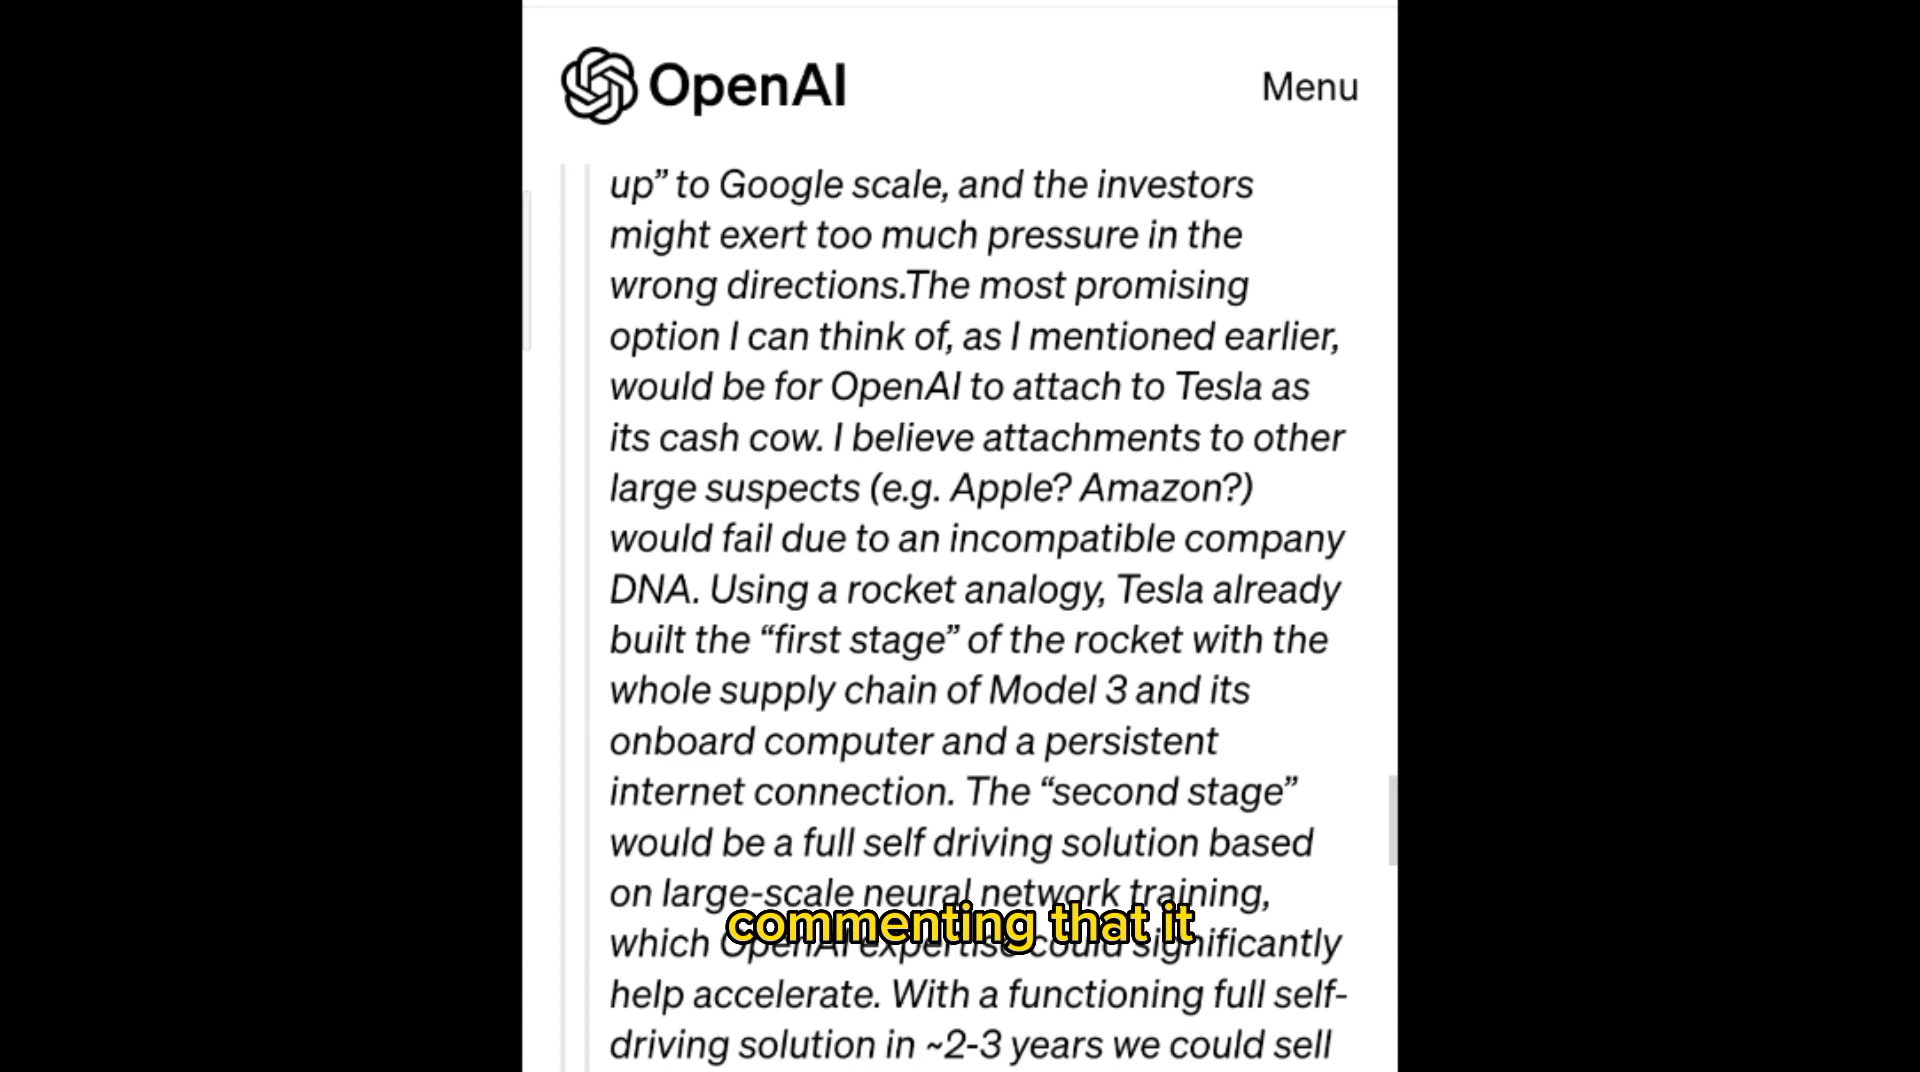 OpenAI
Menu
up” to Google scale, and the investors
might exert too much pressure in the
wrong directions.The most promising
option I can think of, as I mentioned earlier,
would be for OpenAI to attach to Tesla as
its cash cow. I believe attachments to other
large suspects (e.g. Apple? Amazon?)
would fail due to an incompatible company
DNA. Using a rocket analogy, Tesla already
built the “first stage” of the rocket with the
whole supply chain of Model 3 and its
onboard computer and a persistent
internet connection. The “second stage”
would be a full self driving solution based
on large-scale neural network training,
commenting that it
which OpenAI expertise could significantly
help accelerate. With a functioning full self-
driving solution in ~2-3 years we could sell